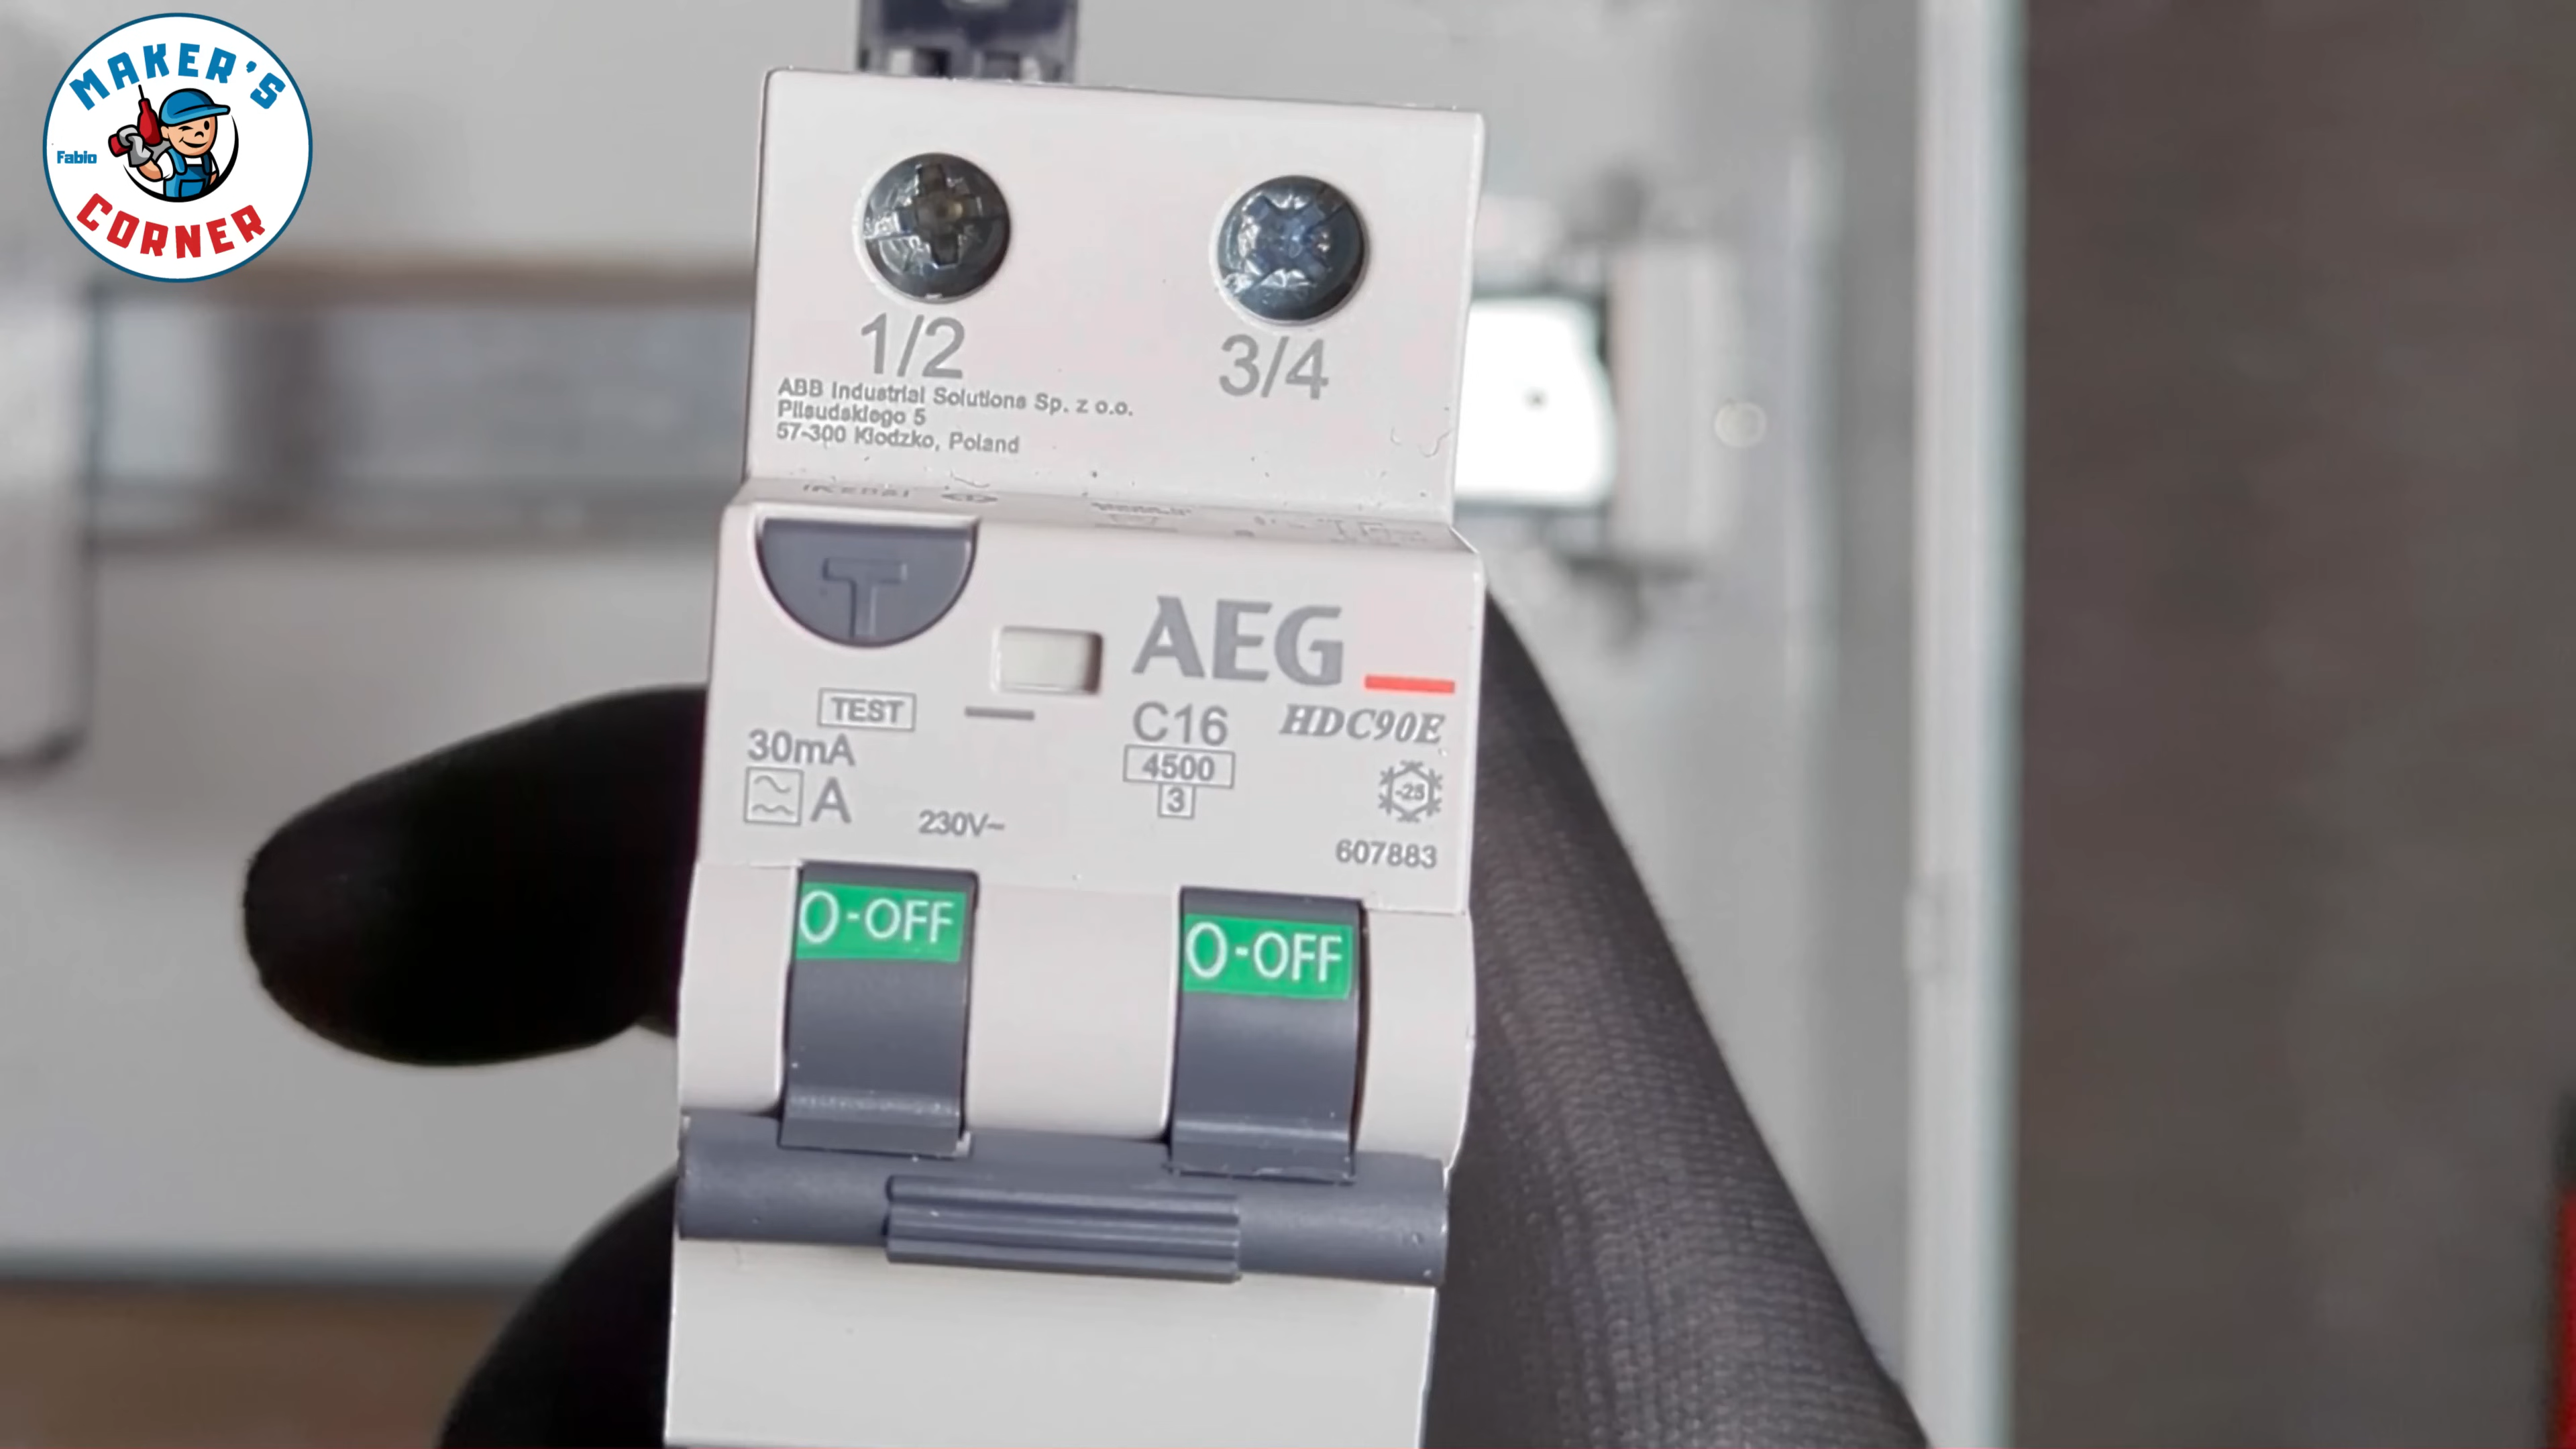 MAKER'S
Fabio
CORNER
1/2
3/4
ABB Industrial Solutions Sp. z o.o.
Pilsudskiego 5
57-300 Klodzko, Poland
T
AEG
TEST
C16 HDC90E
30mA
4500
3
-25
A
230V~
607883
O-OFF
O-OFF